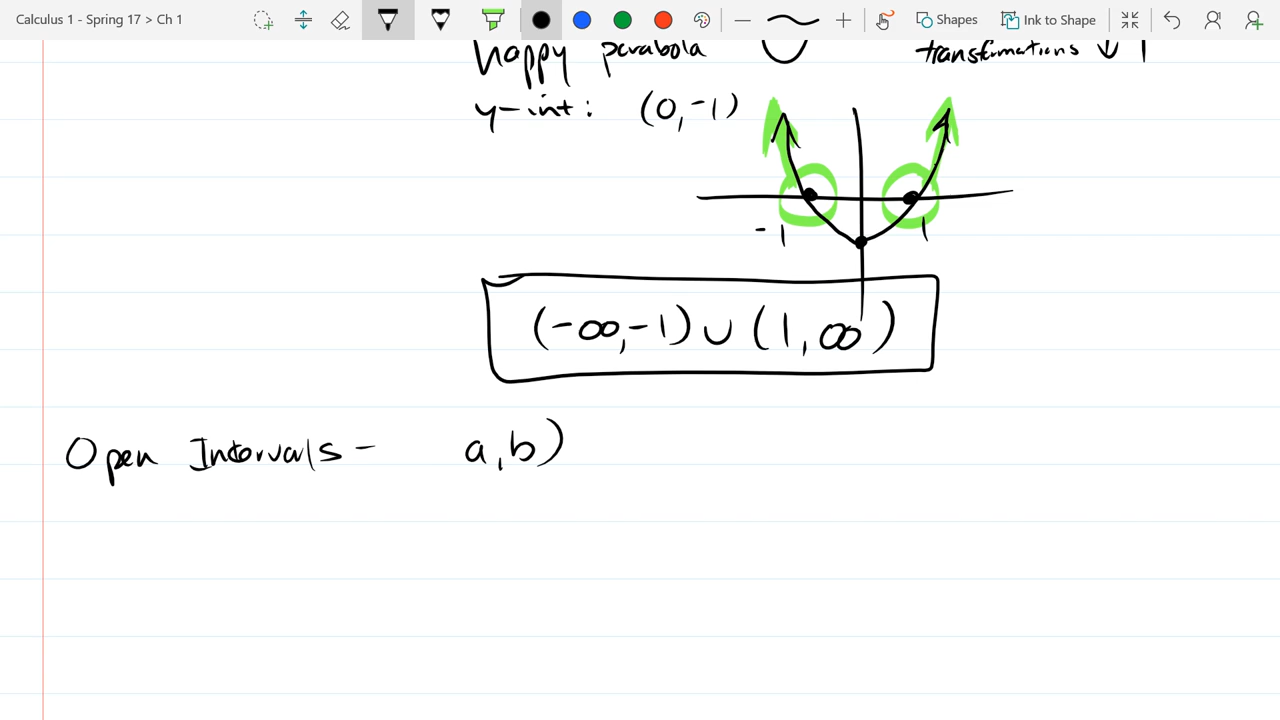 Calculus 1 - Spring 17 > Ch 1
Shapes
Ink to Shape
happy parabola
transformations ↓ 1
y-int: (0,-1)
-1
1
(-∞,-1)∪(1,∞)
Open Intervals - a,b)